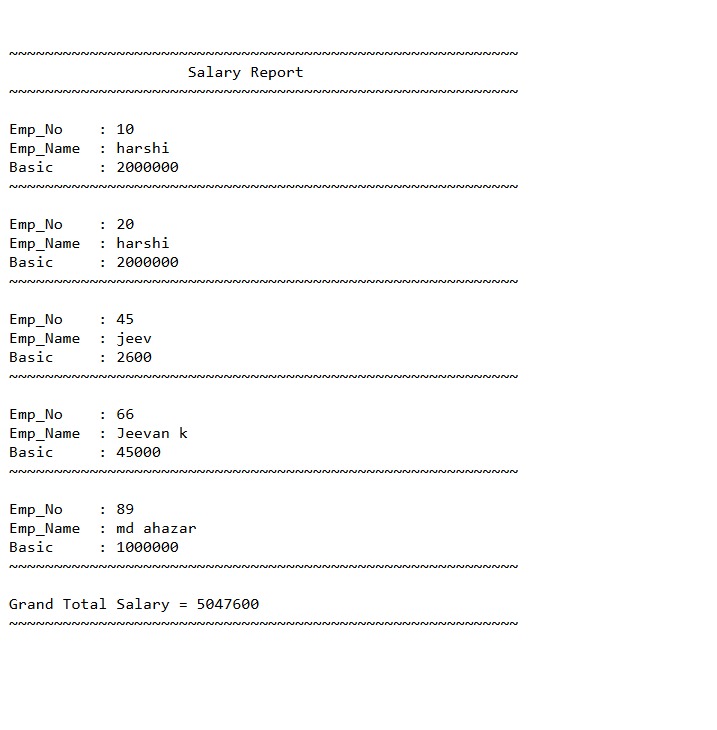 ~~~~~~~~~~~~~~~~~~~~~~~~~~~~~~~~~~~~~~~~~~~~~~~~~~~~~~~~~
Salary Report
~~~~~~~~~~~~~~~~~~~~~~~~~~~~~~~~~~~~~~~~~~~~~~~~~~~~~~~~~
Emp_No    : 10
Emp_Name  : harshi
Basic     : 2000000
~~~~~~~~~~~~~~~~~~~~~~~~~~~~~~~~~~~~~~~~~~~~~~~~~~~~~~~~~
Emp_No    : 20
Emp_Name  : harshi
Basic     : 2000000
~~~~~~~~~~~~~~~~~~~~~~~~~~~~~~~~~~~~~~~~~~~~~~~~~~~~~~~~~
Emp_No    : 45
Emp_Name  : jeev
Basic     : 2600
~~~~~~~~~~~~~~~~~~~~~~~~~~~~~~~~~~~~~~~~~~~~~~~~~~~~~~~~~
Emp_No    : 66
Emp_Name  : Jeevan k
Basic     : 45000
~~~~~~~~~~~~~~~~~~~~~~~~~~~~~~~~~~~~~~~~~~~~~~~~~~~~~~~~~
Emp_No    : 89
Emp_Name  : md ahazar
Basic     : 1000000
~~~~~~~~~~~~~~~~~~~~~~~~~~~~~~~~~~~~~~~~~~~~~~~~~~~~~~~~~
Grand Total Salary = 5047600
~~~~~~~~~~~~~~~~~~~~~~~~~~~~~~~~~~~~~~~~~~~~~~~~~~~~~~~~~